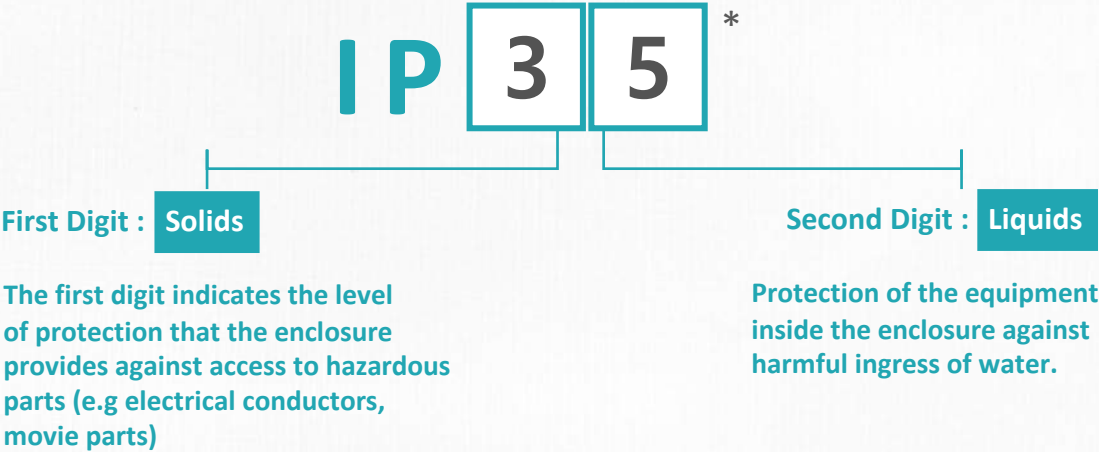 IP 3 5 *
First Digit : Solids
The first digit indicates the level
of protection that the enclosure
provides against access to hazardous
parts (e.g electrical conductors,
movie parts)
Second Digit : Liquids
Protection of the equipment
inside the enclosure against
harmful ingress of water.